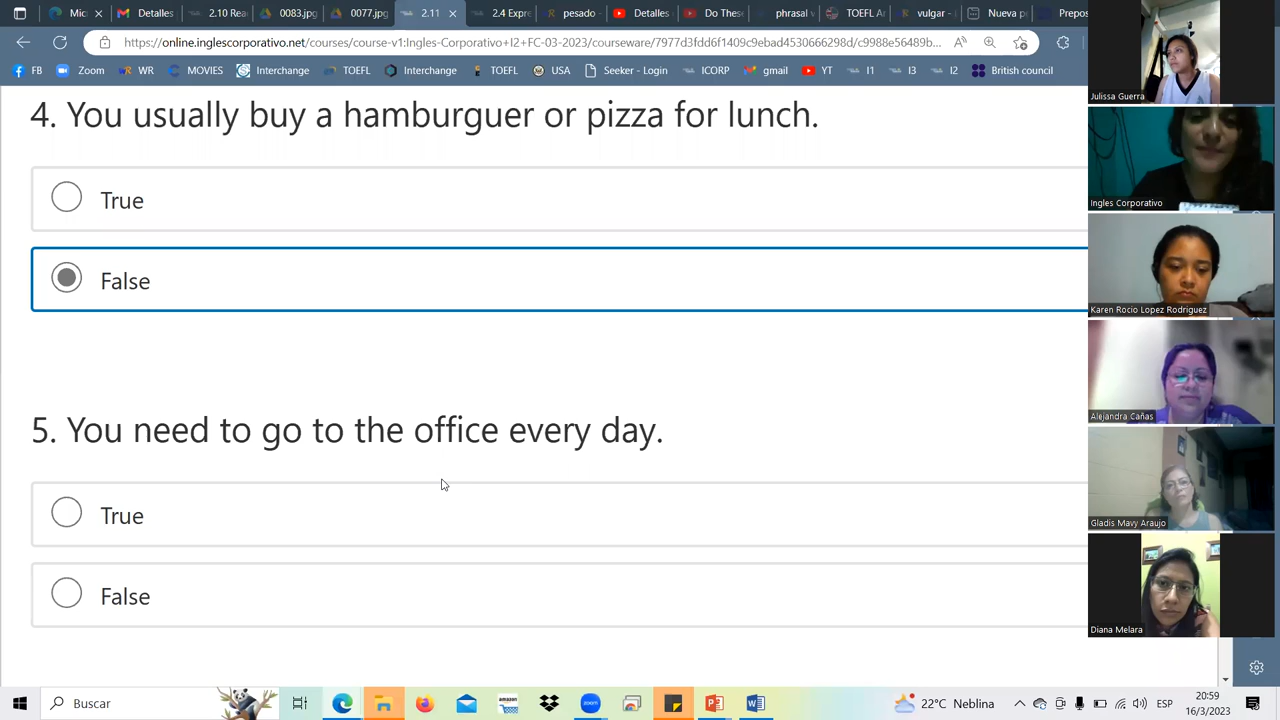 Mic
Detalles
2.10 Rea
0083.jpg
0077.jpg
2.11
2.4 Expre
pesado
Detalles
Do These
phrasal v
TOEFL Ar
vulgar -
Nueva p
Prepos
https://online.inglescorporativo.net/courses/course-v1:Ingles-Corporativo+I2+FC-03-2023/courseware/7977d3fdd6f1409c9ebad4530666298d/c9988e56489b...
FB
Zoom
WR
MOVIES
Interchange
TOEFL
Interchange
TOEFL
USA
Seeker - Login
ICORP
gmail
YT
I1
I3
I2
British council
4. You usually buy a hamburguer or pizza for lunch.
True
False
5. You need to go to the office every day.
True
False
Julissa Guerra
Ingles Corporativo
Karen Rocio Lopez Rodriguez
Alejandra Cañas
Gladis Mavy Araujo
Diana Melara
Buscar
22°C Neblina
ESP
20:59
16/3/2023